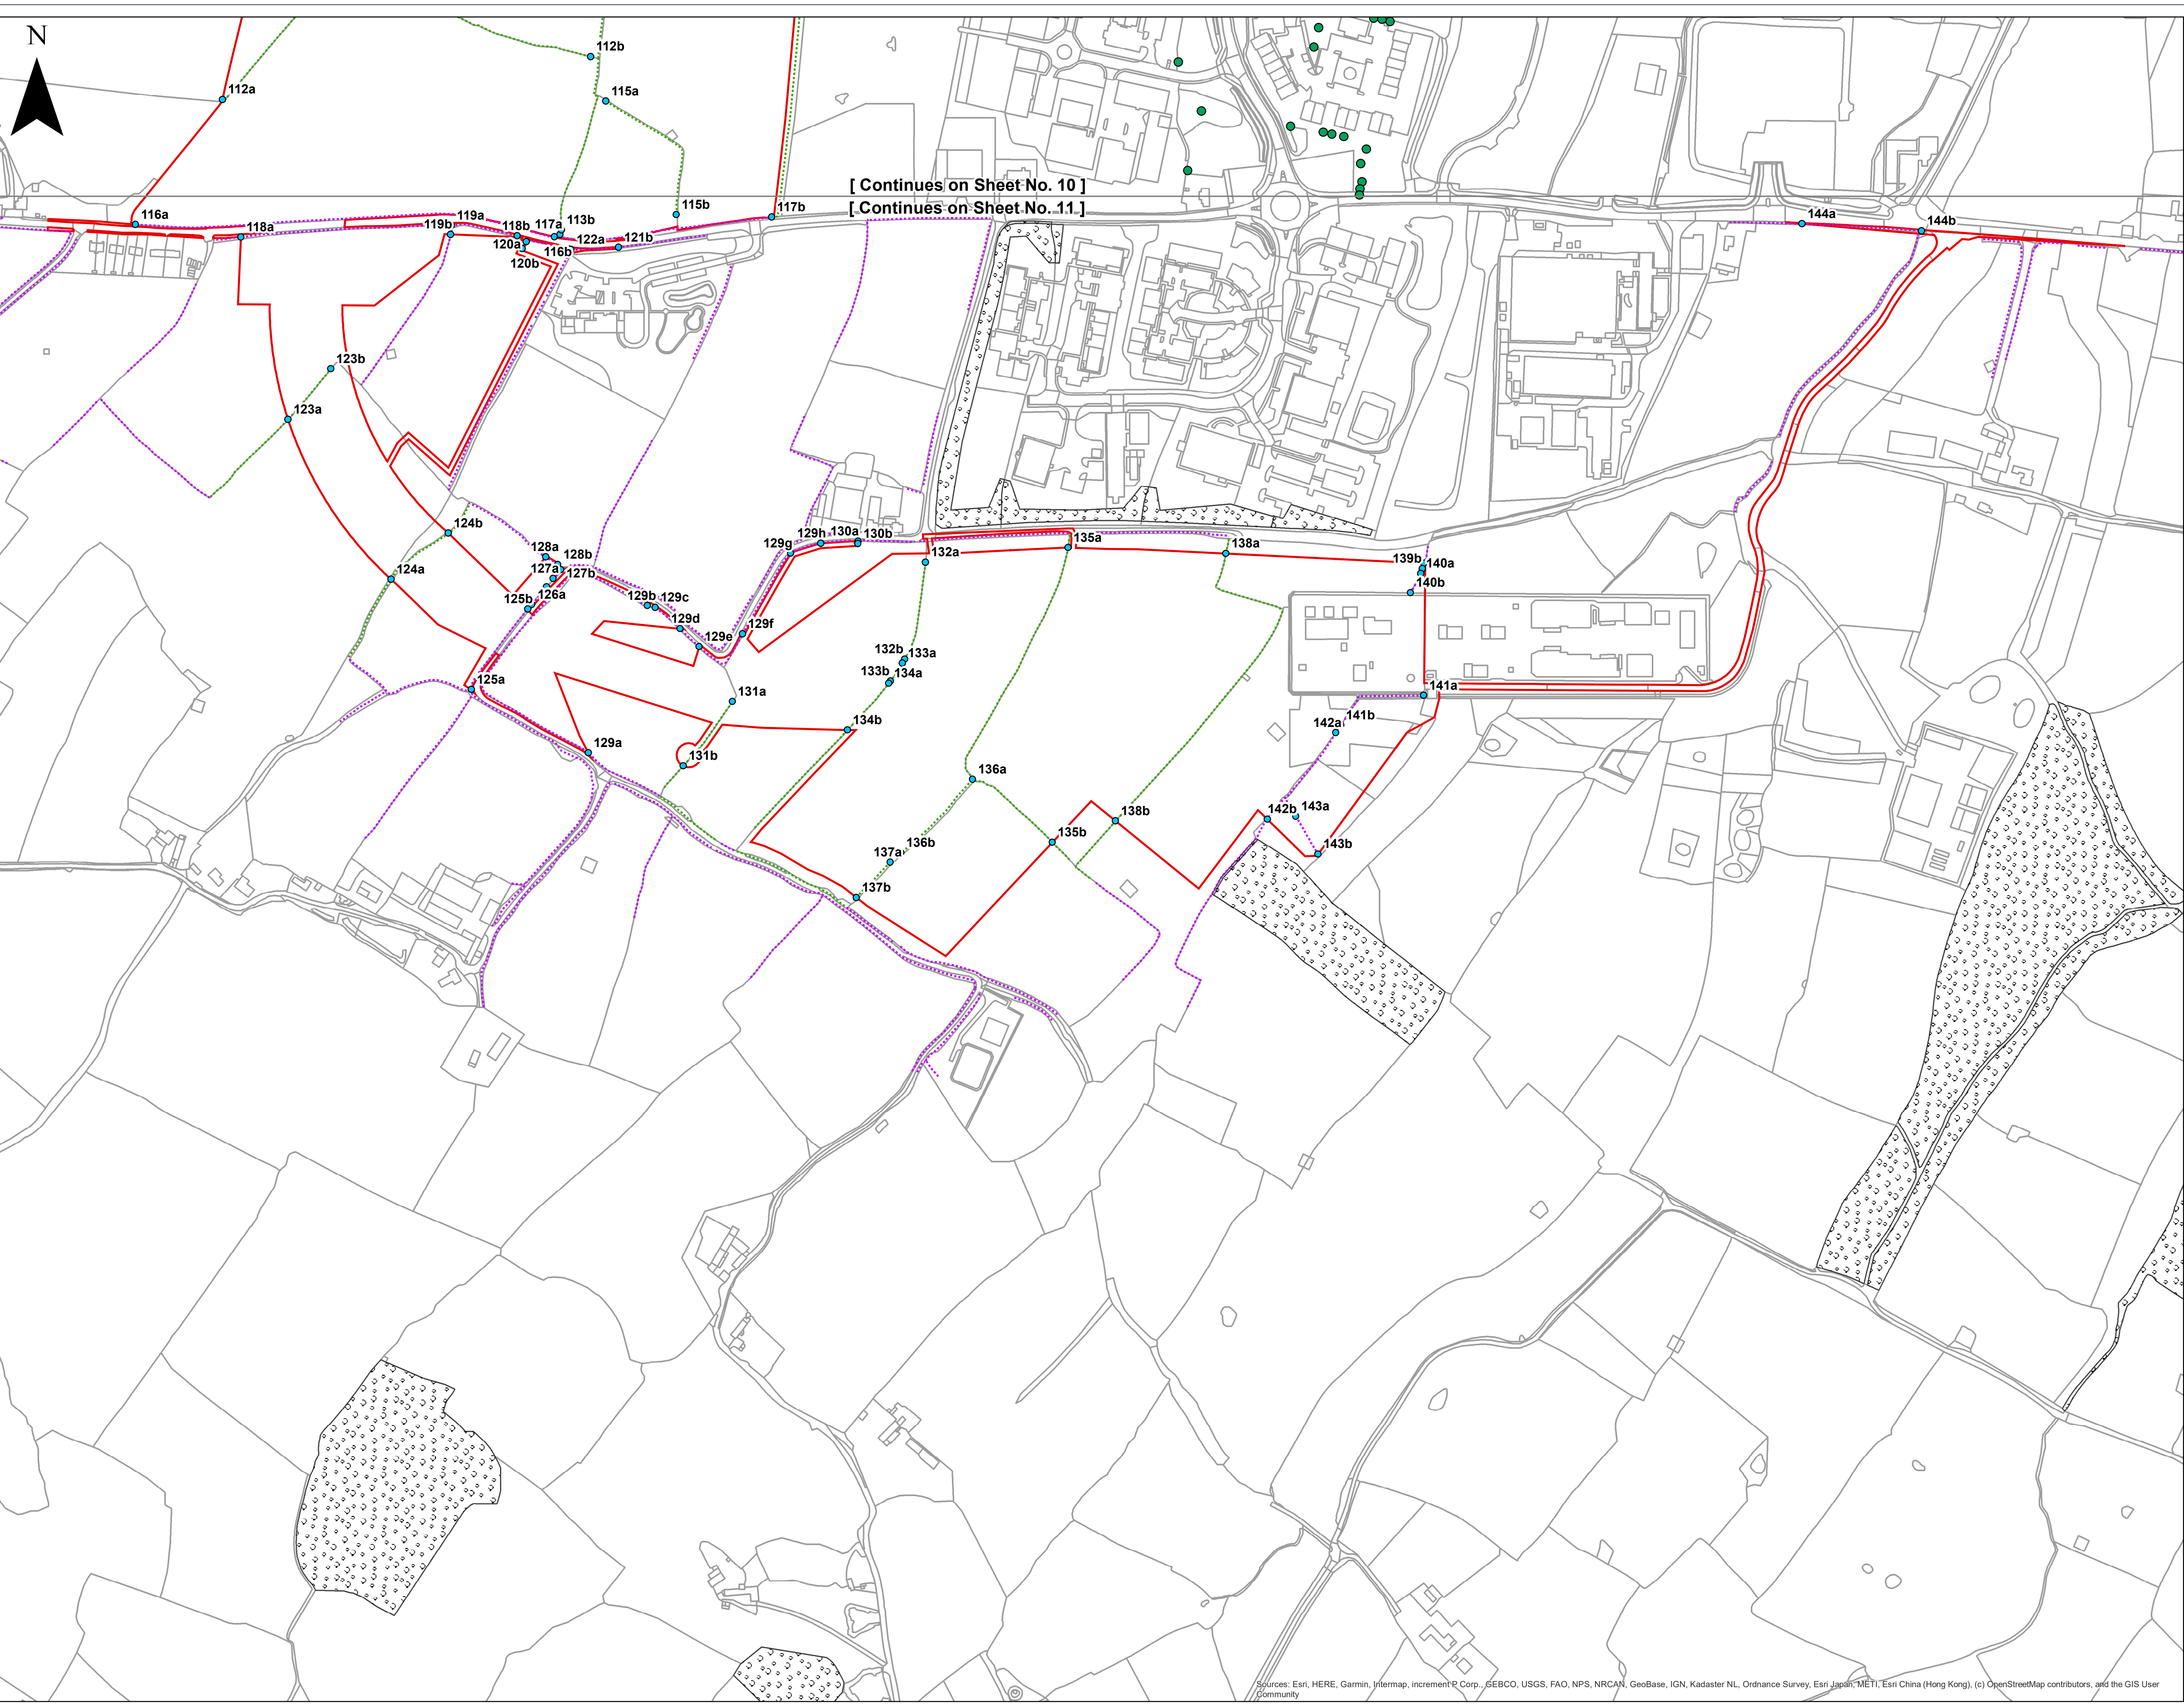 N
112b
112a
115a
[ Continues on Sheet No. 10 ]
[ Continues on Sheet No. 11 ]
116a
118a
119a
119b
118b
117a
113b
115b
117b
120a
122a
121b
116b
120b
144a
144b
123b
123a
124b
124a
128a
128b
127a
127b
126a
125b
129b
129c
129d
129e
129f
129g
129h
130a
130b
132a
135a
138a
139b
140a
140b
125a
129a
131a
131b
132b
133a
133b
134a
134b
141a
141b
142a
136a
136b
137a
137b
135b
138b
142b
143a
143b
Sources: Esri, HERE, Garmin, Intermap, increment P Corp., GEBCO, USGS, FAO, NPS, NRCAN, GeoBase, IGN, Kadaster NL, Ordnance Survey, Esri Japan, METI, Esri China (Hong Kong), (c) OpenStreetMap contributors, and the GIS User
Community